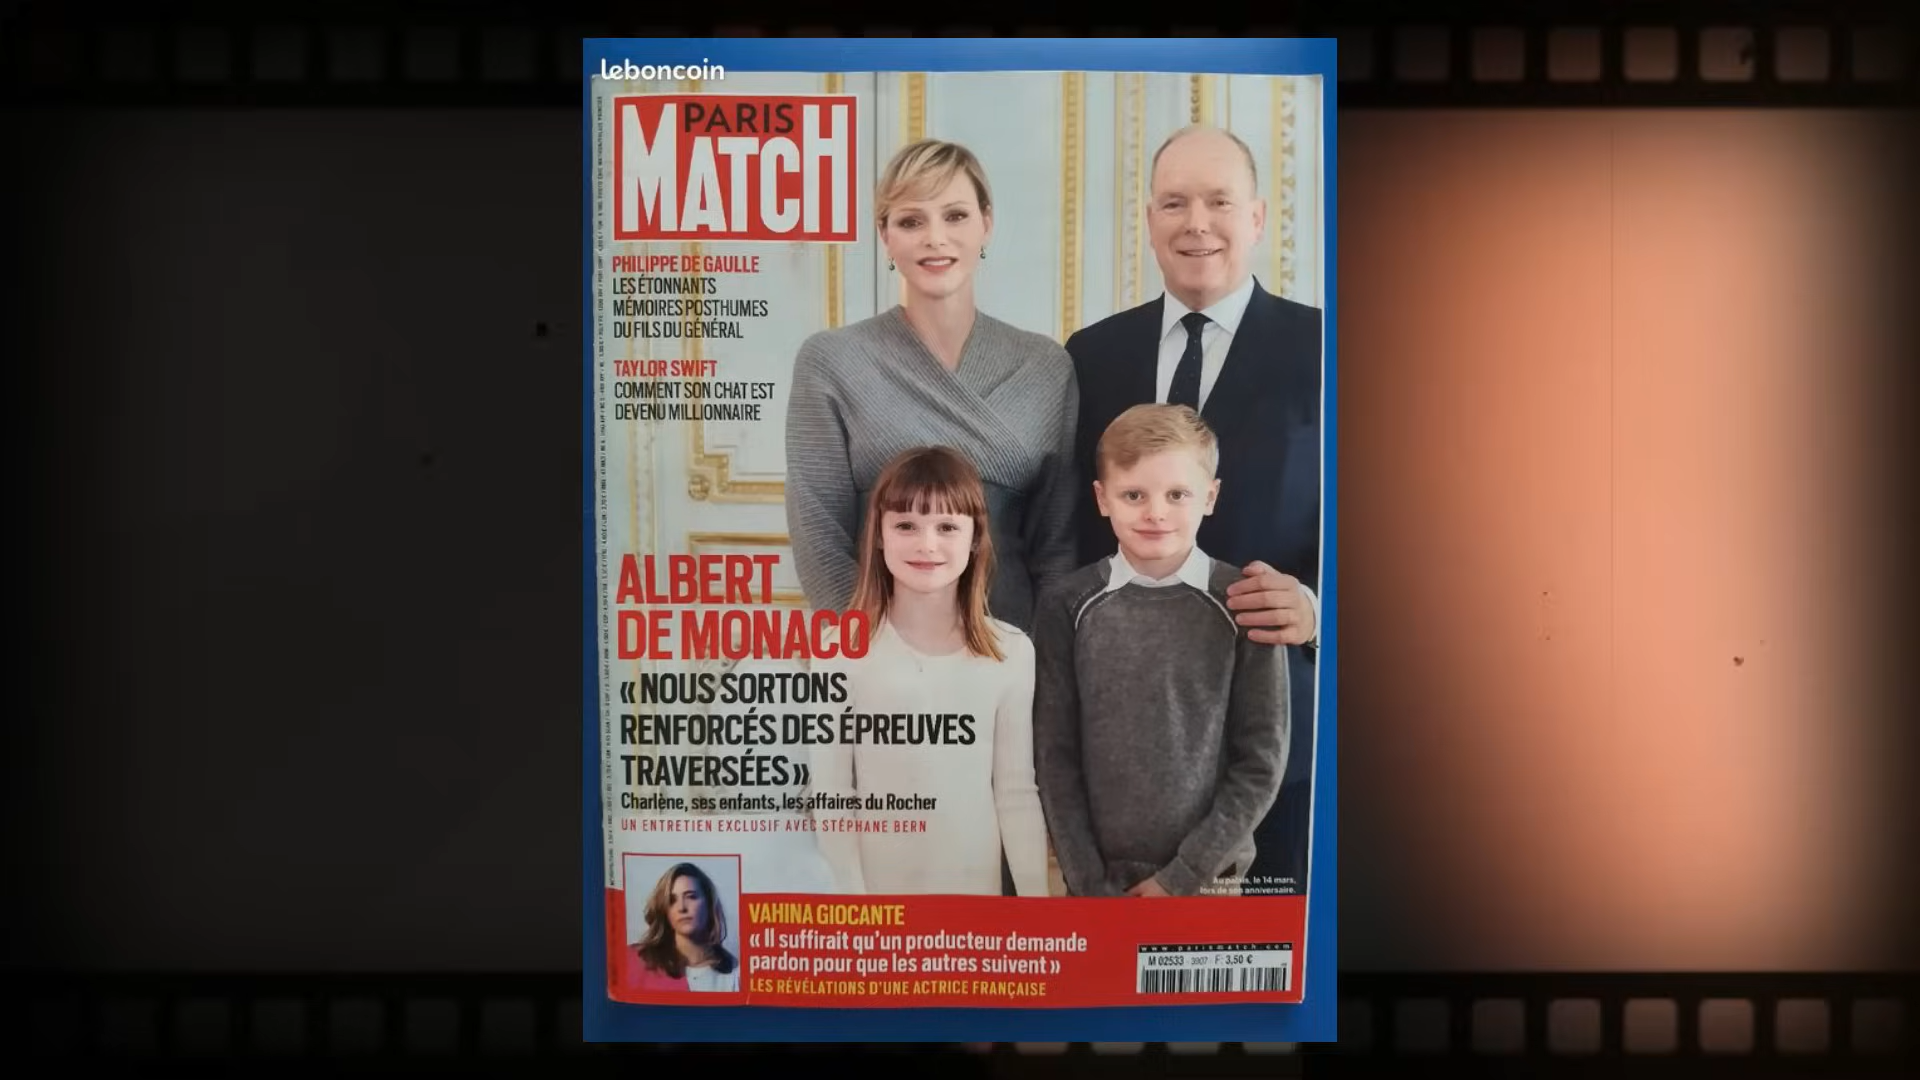 leboncoin
PARIS
MATCH
PHILIPPE DE GAULLE
LES ÉTONNANTS
MÉMOIRES POSTHUMES
DU FILS DU GÉNÉRAL
TAYLOR SWIFT
COMMENT SON CHAT EST
DEVENU MILLIONNAIRE
ALBERT
DE MONACO
« NOUS SORTONS
RENFORCÉS DES ÉPREUVES
TRAVERSÉES »
Charlène, ses enfants, les affaires du Rocher
UN ENTRETIEN EXCLUSIF AVEC STÉPHANE BERN
Au palais, le 14 mars,
lors de son anniversaire.
VAHINA GIOCANTE
« Il suffirait qu'un producteur demande
pardon pour que les autres suivent »
LES RÉVÉLATIONS D'UNE ACTRICE FRANÇAISE
www.parismatch.com
M 02533 - 3907 - F: 3,50 €